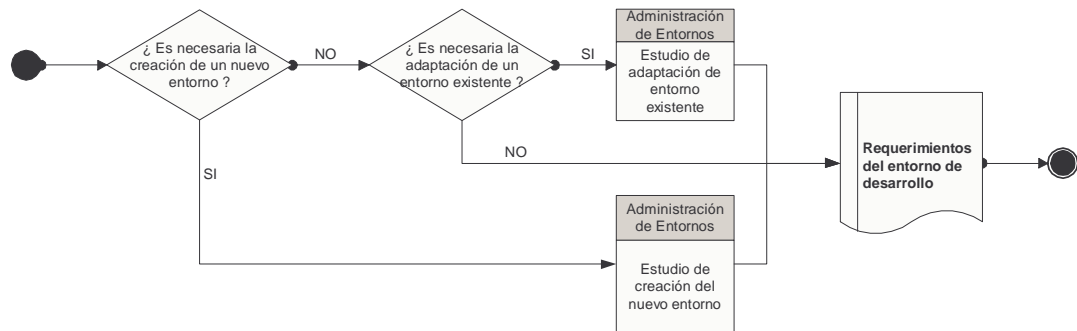 ¿ Es necesaria la
creación de un nuevo
entorno ?
NO
¿ Es necesaria la
adaptación de un
entorno existente ?
SI
Administración
de Entornos
Estudio de
adaptación de
entorno
existente
NO
Requerimientos
del entorno de
desarrollo
SI
Administración
de Entornos
Estudio de
creación del
nuevo entorno